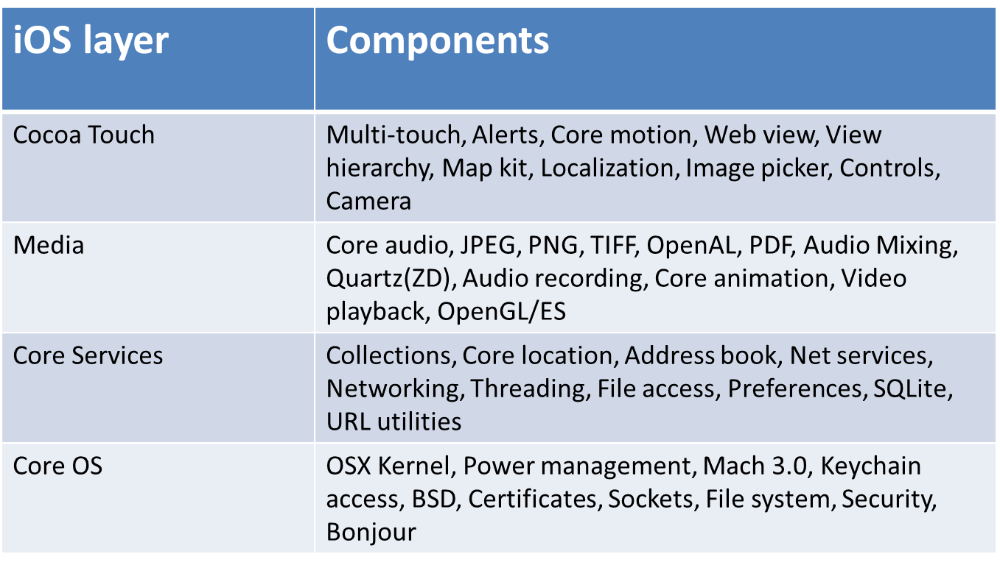 iOS layer
Components
Cocoa Touch
Multi-touch, Alerts, Core motion, Web view, View
hierarchy, Map kit, Localization, Image picker, Controls,
Camera
Media
Core audio, JPEG, PNG, TIFF, OpenAL, PDF, Audio Mixing,
Quartz(ZD), Audio recording, Core animation, Video
playback, OpenGL/ES
Core Services
Collections, Core location, Address book, Net services,
Networking, Threading, File access, Preferences, SQLite,
URL utilities
Core OS
OSX Kernel, Power management, Mach 3.0, Keychain
access, BSD, Certificates, Sockets, File system, Security,
Bonjour